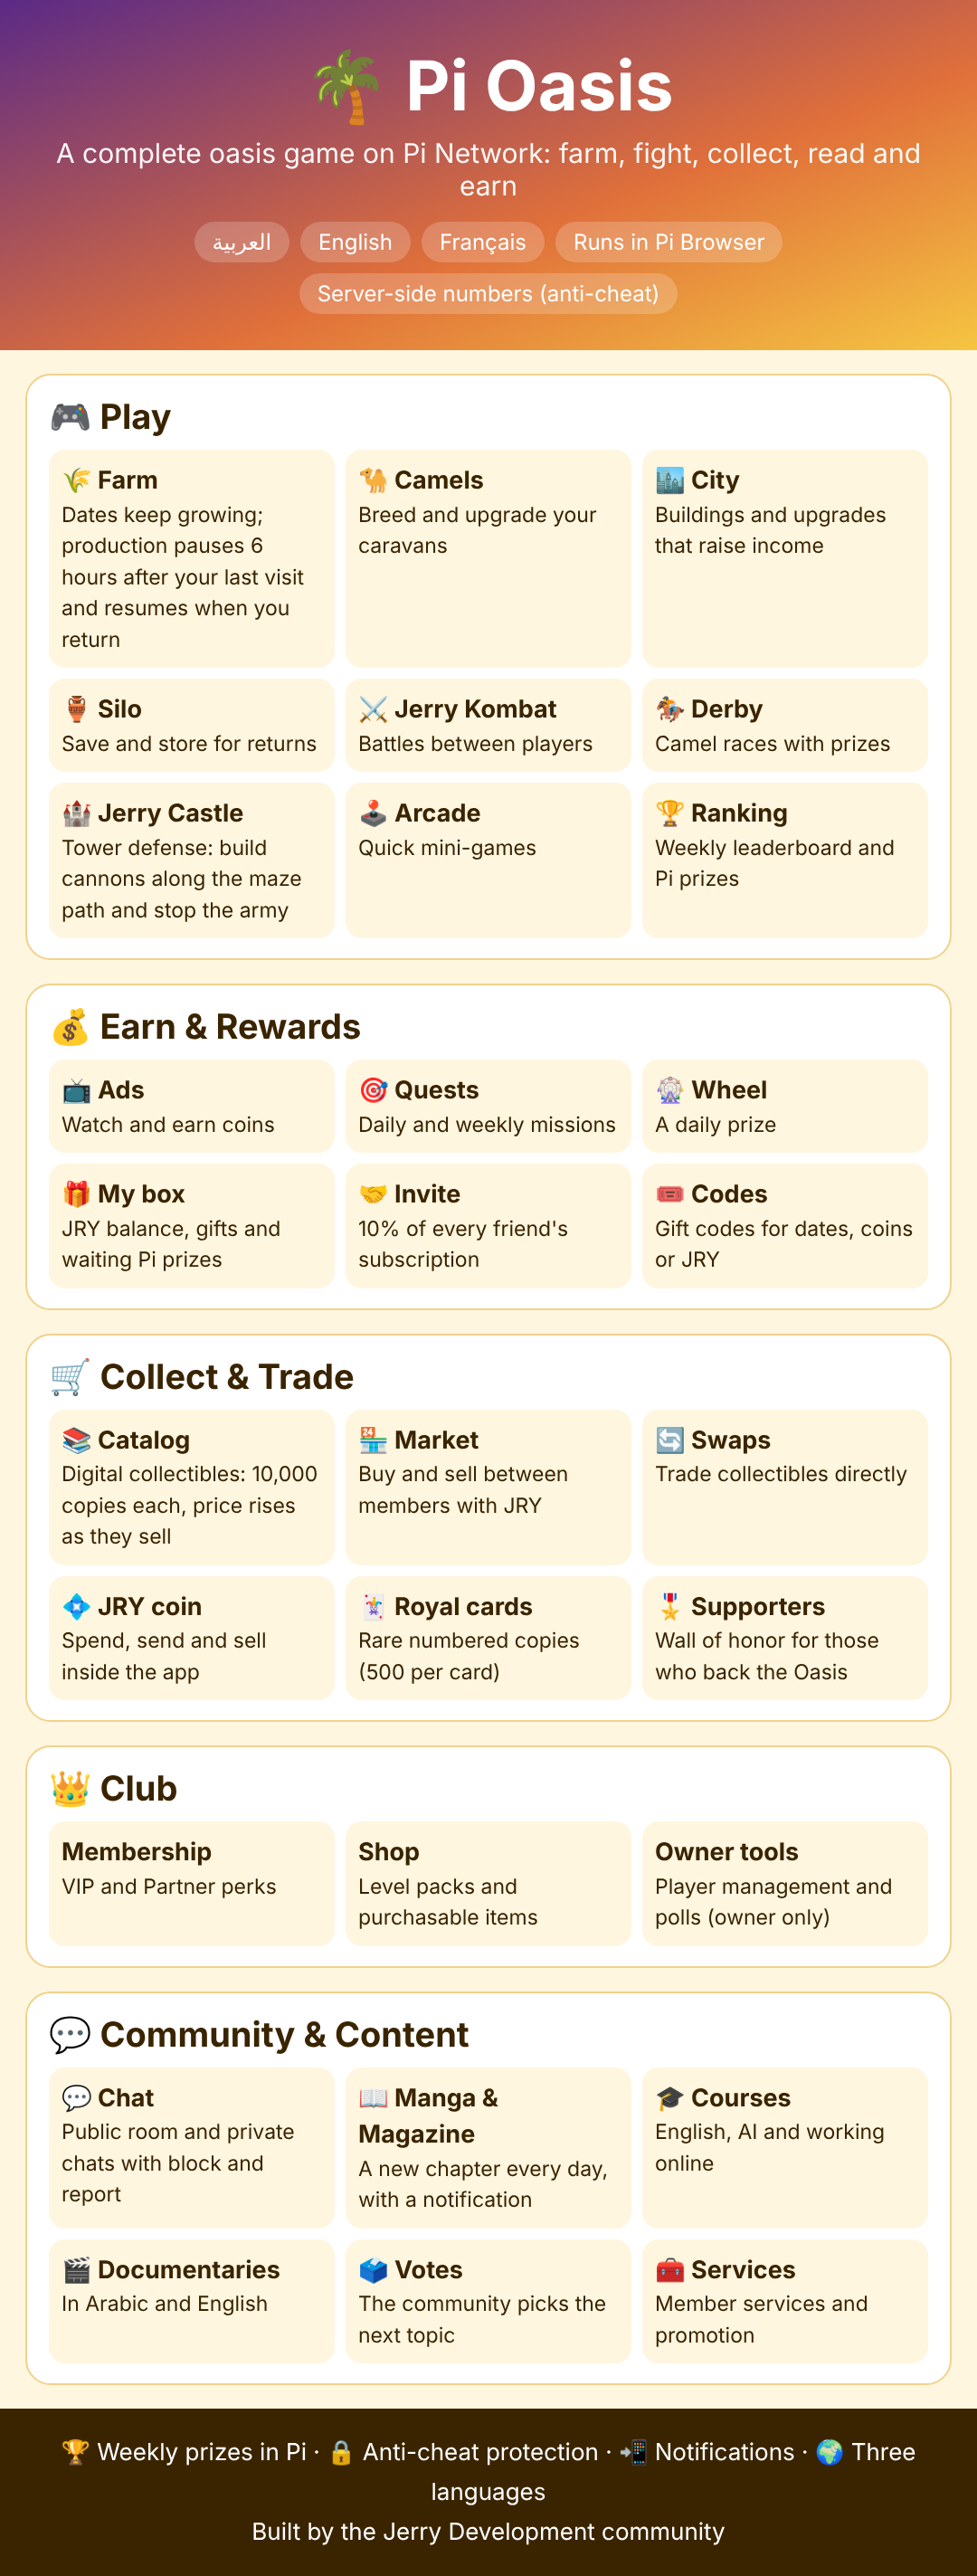 🌴 Pi Oasis
A complete oasis game on Pi Network: farm, fight, collect, read and
earn
العربية
English
Français
Runs in Pi Browser
Server-side numbers (anti-cheat)
🎮 Play
🌾 Farm
Dates keep growing;
production pauses 6
hours after your last visit
and resumes when you
return
🐪 Camels
Breed and upgrade your
caravans
🏙️ City
Buildings and upgrades
that raise income
🏺 Silo
Save and store for returns
⚔️ Jerry Kombat
Battles between players
🏇 Derby
Camel races with prizes
🏰 Jerry Castle
Tower defense: build
cannons along the maze
path and stop the army
🕹️ Arcade
Quick mini-games
🏆 Ranking
Weekly leaderboard and
Pi prizes
💰 Earn & Rewards
📺 Ads
Watch and earn coins
🎯 Quests
Daily and weekly missions
🎡 Wheel
A daily prize
🎁 My box
JRY balance, gifts and
waiting Pi prizes
🤝 Invite
10% of every friend's
subscription
🎟️ Codes
Gift codes for dates, coins
or JRY
🛒 Collect & Trade
📚 Catalog
Digital collectibles: 10,000
copies each, price rises
as they sell
🏪 Market
Buy and sell between
members with JRY
🔄 Swaps
Trade collectibles directly
💠 JRY coin
Spend, send and sell
inside the app
🃏 Royal cards
Rare numbered copies
(500 per card)
🎖️ Supporters
Wall of honor for those
who back the Oasis
👑 Club
Membership
VIP and Partner perks
Shop
Level packs and
purchasable items
Owner tools
Player management and
polls (owner only)
💬 Community & Content
💬 Chat
Public room and private
chats with block and
report
📖 Manga &
Magazine
A new chapter every day,
with a notification
🎓 Courses
English, AI and working
online
🎬 Documentaries
In Arabic and English
🗳️ Votes
The community picks the
next topic
🧰 Services
Member services and
promotion
🏆 Weekly prizes in Pi · 🔒 Anti-cheat protection · 📲 Notifications · 🌍 Three
languages
Built by the Jerry Development community